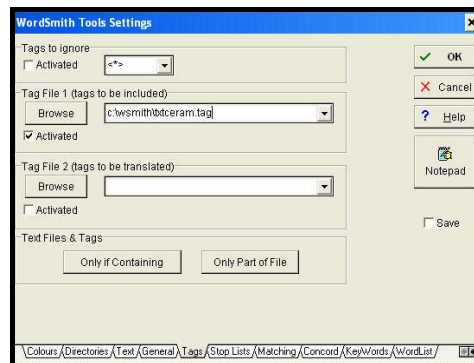 WordSmith Tools Settings
Tags to ignore
Activated
<*>
OK
Cancel
? Help
Notepad
Save
Tag File 1 (tags to be included)
Browse
c:\wsmith\btdceram.tag
Activated
Tag File 2 (tags to be translated)
Browse
Activated
Text Files & Tags
Only if Containing
Only Part of File
Colours / Directories / Text / General / Tags / Stop Lists / Matching / Concord / KeyWords / WordList